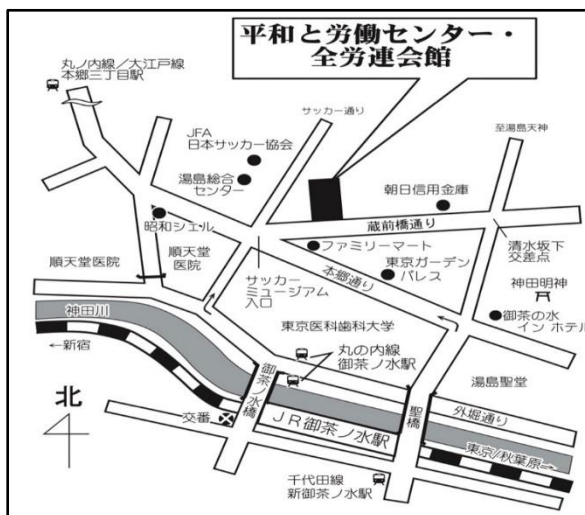 平和と労働センター・
全労連会館
丸ノ内線／大江戸線
本郷三丁目駅
サッカー通り
至湯島天神
JFA
日本サッカー協会
湯島総合
センター
朝日信用金庫
昭和シェル
蔵前橋通り
順天堂医院
順天堂
医院
ファミリーマート
清水坂下
交差点
サッカー
ミュージアム
入口
本郷通り
東京ガーデン
パレス
神田明神
神田川
東京医科歯科大学
御茶の水
イン ホテル
←新宿
丸の内線
御茶ノ水駅
御茶ノ水橋
湯島聖堂
北
交番
JR御茶ノ水駅
聖橋
外堀通り
東京/秋葉原→
千代田線
新御茶ノ水駅